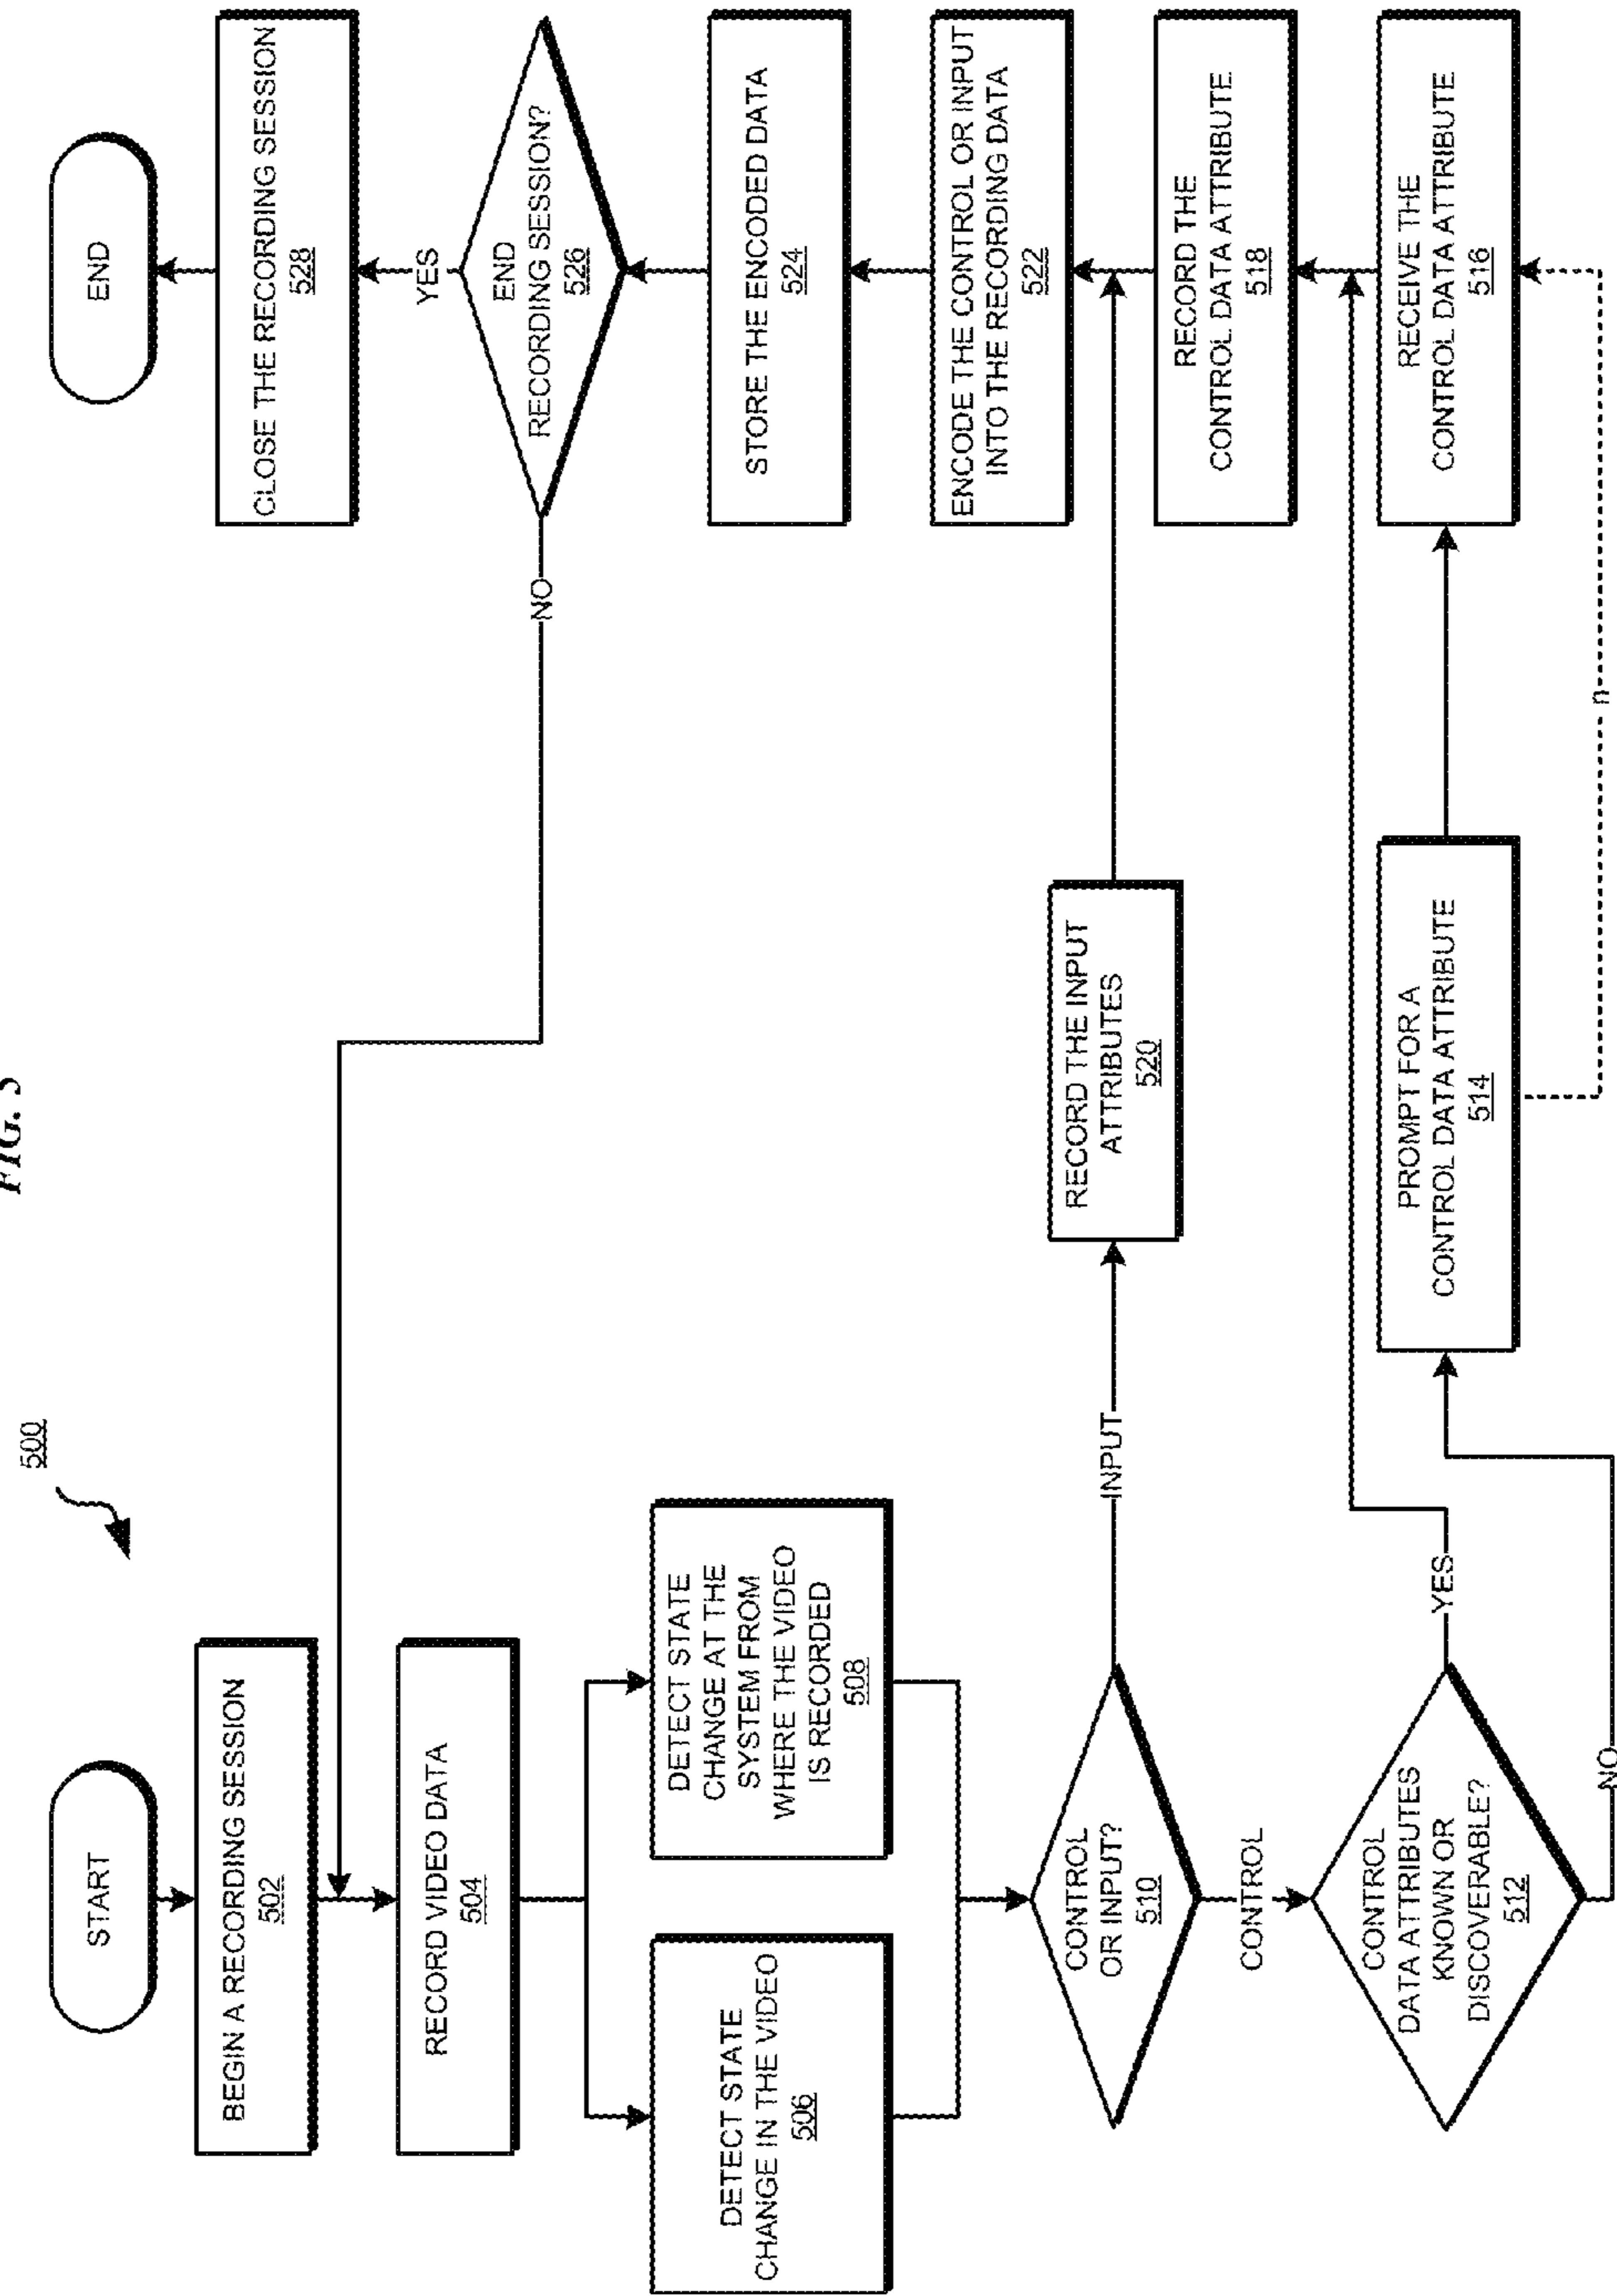 FIG. 5
500
START
BEGIN A RECORDING SESSION
502
RECORD VIDEO DATA
504
DETECT STATE
CHANGE IN THE VIDEO
506
DETECT STATE
CHANGE AT THE
SYSTEM FROM
WHERE THE VIDEO
IS RECORDED
508
CONTROL
OR INPUT?
510
INPUT
CONTROL
CONTROL
DATA ATTRIBUTES
KNOWN OR
DISCOVERABLE?
512
YES
NO
RECORD THE INPUT
ATTRIBUTES
520
PROMPT FOR A
CONTROL DATA ATTRIBUTE
514
n
RECEIVE THE
CONTROL DATA ATTRIBUTE
516
RECORD THE
CONTROL DATA ATTRIBUTE
518
ENCODE THE CONTROL OR INPUT
INTO THE RECORDING DATA
522
STORE THE ENCODED DATA
524
END
RECORDING SESSION?
526
NO
YES
CLOSE THE RECORDING SESSION
528
END